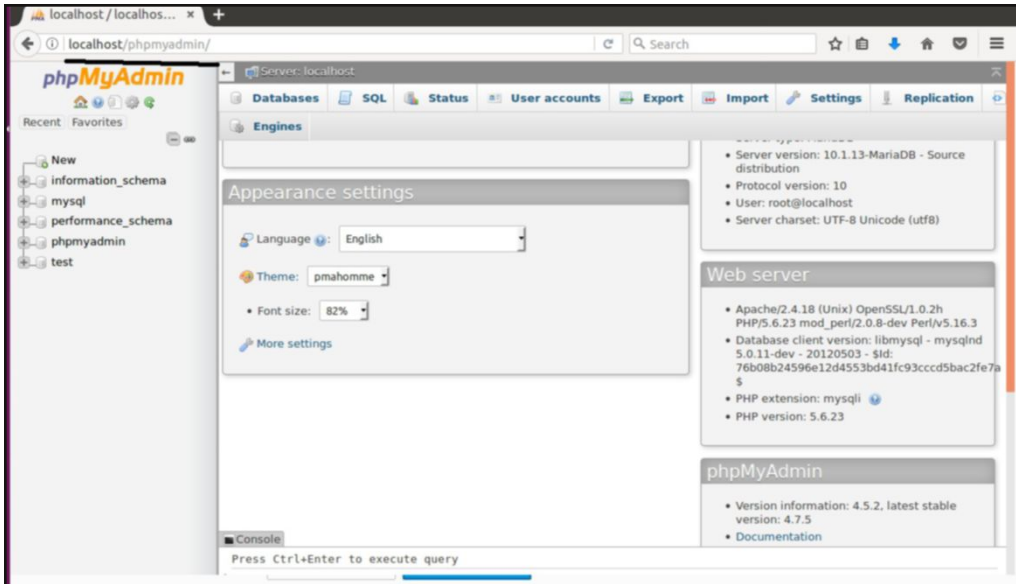 localhost / localhos... ×
+
localhost/phpmyadmin/
Search
phpMyAdmin
Recent Favorites
New
information_schema
mysql
performance_schema
phpmyadmin
test
Server: localhost
Databases SQL Status User accounts Export Import Settings Replication
Engines
Appearance settings
Language : English
Theme: pmahomme
• Font size: 82%
More settings
• Server version: 10.1.13-MariaDB - Source
distribution
• Protocol version: 10
• User: root@localhost
• Server charset: UTF-8 Unicode (utf8)
Web server
• Apache/2.4.18 (Unix) OpenSSL/1.0.2h
PHP/5.6.23 mod_perl/2.0.8-dev Perl/v5.16.3
• Database client version: libmysql - mysqlnd
5.0.11-dev - 20120503 - $Id:
76b08b24596e12d4553bd41fc93cccd5bac2fe7a
$
• PHP extension: mysqli
• PHP version: 5.6.23
phpMyAdmin
• Version information: 4.5.2, latest stable
version: 4.7.5
• Documentation
Console
Press Ctrl+Enter to execute query